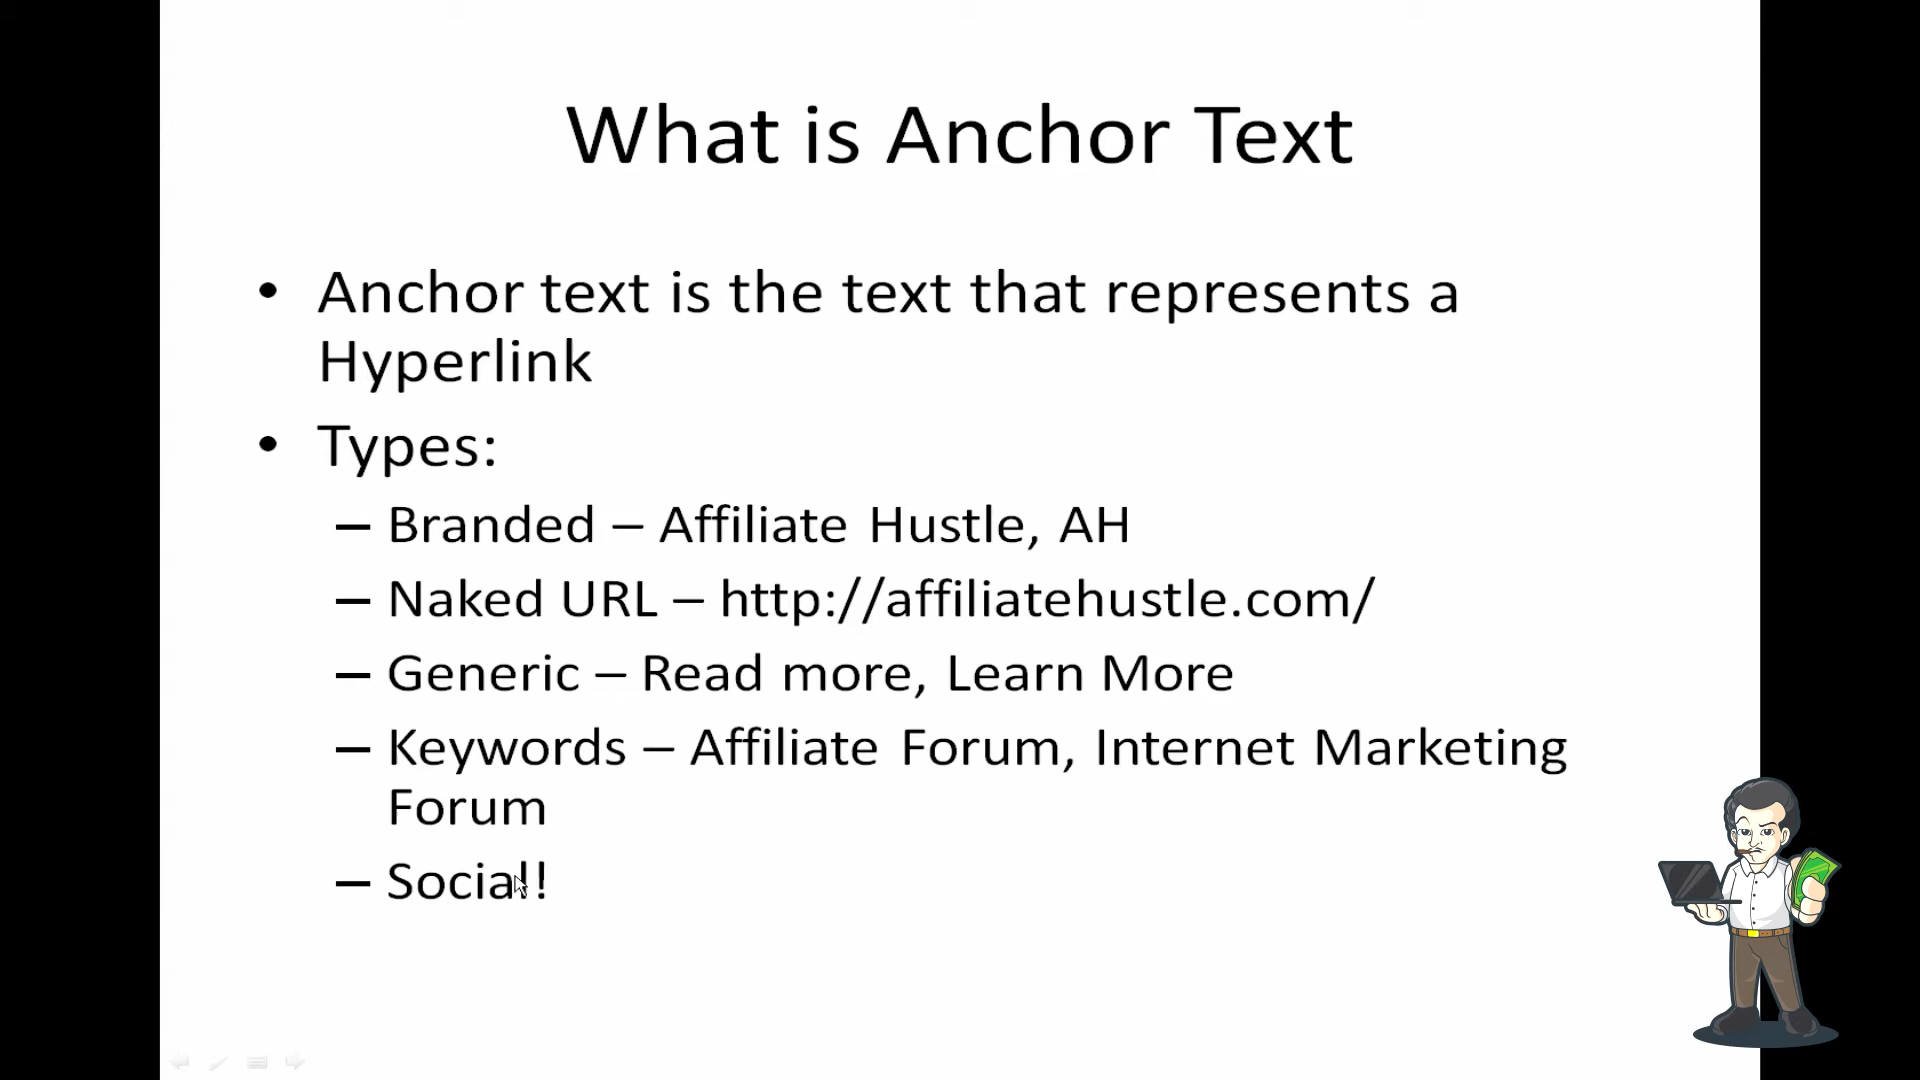 What is Anchor Text
• Anchor text is the text that represents a
Hyperlink
• Types:
– Branded – Affiliate Hustle, AH
– Naked URL – http://affiliatehustle.com/
– Generic – Read more, Learn More
– Keywords – Affiliate Forum, Internet Marketing
Forum
– Social!